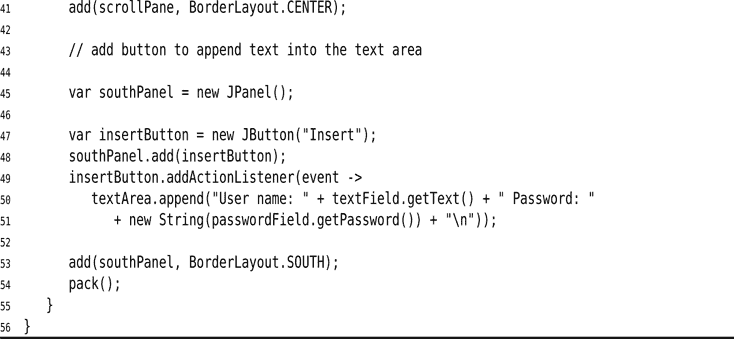 41 add(scrollPane, BorderLayout.CENTER);
42
43 // add button to append text into the text area
44
45 var southPanel = new JPanel();
46
47 var insertButton = new JButton("Insert");
48 southPanel.add(insertButton);
49 insertButton.addActionListener(event ->
50 textArea.append("User name: " + textField.getText() + " Password: "
51 + new String(passwordField.getPassword()) + "\n"));
52
53 add(southPanel, BorderLayout.SOUTH);
54 pack();
55 }
56 }